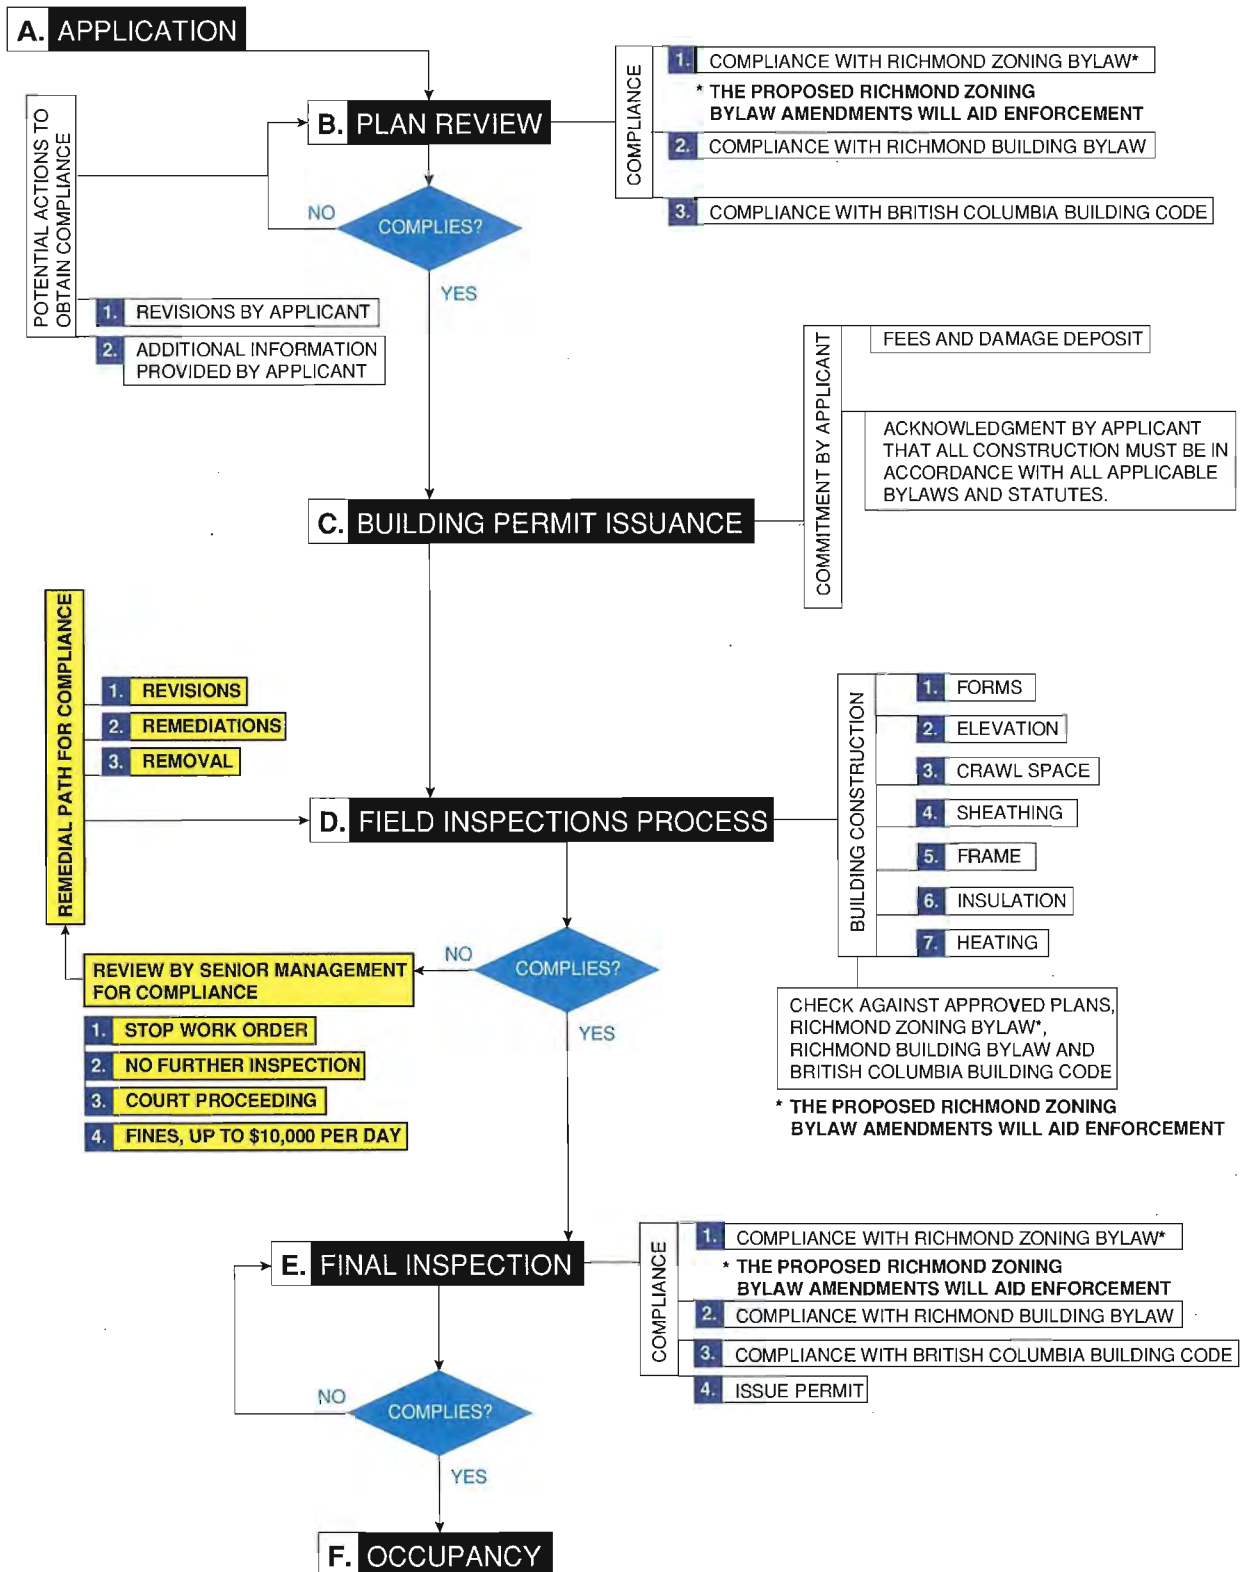 A. APPLICATION
COMPLIANCE
1. COMPLIANCE WITH RICHMOND ZONING BYLAW*
* THE PROPOSED RICHMOND ZONING
BYLAW AMENDMENTS WILL AID ENFORCEMENT
2. COMPLIANCE WITH RICHMOND BUILDING BYLAW
3. COMPLIANCE WITH BRITISH COLUMBIA BUILDING CODE
B. PLAN REVIEW
POTENTIAL ACTIONS TO
OBTAIN COMPLIANCE
NO
COMPLIES?
YES
1. REVISIONS BY APPLICANT
2. ADDITIONAL INFORMATION
PROVIDED BY APPLICANT
COMMITMENT BY APPLICANT
FEES AND DAMAGE DEPOSIT
ACKNOWLEDGMENT BY APPLICANT
THAT ALL CONSTRUCTION MUST BE IN
ACCORDANCE WITH ALL APPLICABLE
BYLAWS AND STATUTES.
C. BUILDING PERMIT ISSUANCE
REMEDIAL PATH FOR COMPLIANCE
1. REVISIONS
2. REMEDIATIONS
3. REMOVAL
D. FIELD INSPECTIONS PROCESS
BUILDING CONSTRUCTION
1. FORMS
2. ELEVATION
3. CRAWL SPACE
4. SHEATHING
5. FRAME
6. INSULATION
7. HEATING
NO
COMPLIES?
YES
REVIEW BY SENIOR MANAGEMENT
FOR COMPLIANCE
1. STOP WORK ORDER
2. NO FURTHER INSPECTION
3. COURT PROCEEDING
4. FINES, UP TO $10,000 PER DAY
CHECK AGAINST APPROVED PLANS,
RICHMOND ZONING BYLAW*,
RICHMOND BUILDING BYLAW AND
BRITISH COLUMBIA BUILDING CODE
* THE PROPOSED RICHMOND ZONING
BYLAW AMENDMENTS WILL AID ENFORCEMENT
E. FINAL INSPECTION
COMPLIANCE
1. COMPLIANCE WITH RICHMOND ZONING BYLAW*
* THE PROPOSED RICHMOND ZONING
BYLAW AMENDMENTS WILL AID ENFORCEMENT
2. COMPLIANCE WITH RICHMOND BUILDING BYLAW
3. COMPLIANCE WITH BRITISH COLUMBIA BUILDING CODE
4. ISSUE PERMIT
NO
COMPLIES?
YES
F. OCCUPANCY